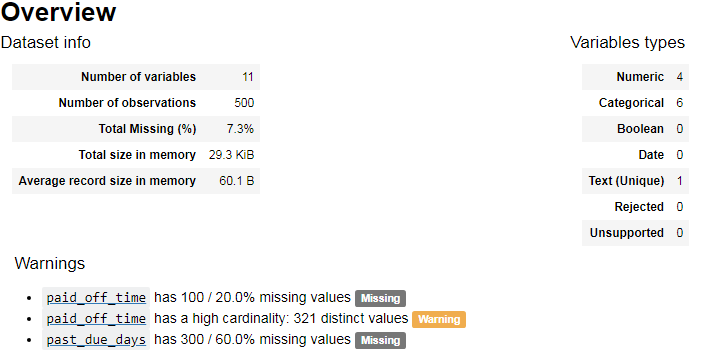 Overview
Dataset info
Number of variables 11
Number of observations 500
Total Missing (%) 7.3%
Total size in memory 29.3 KiB
Average record size in memory 60.1 B
Variables types
Numeric 4
Categorical 6
Boolean 0
Date 0
Text (Unique) 1
Rejected 0
Unsupported 0
Warnings
paid_off_time has 100 / 20.0% missing values Missing
paid_off_time has a high cardinality: 321 distinct values Warning
past_due_days has 300 / 60.0% missing values Missing